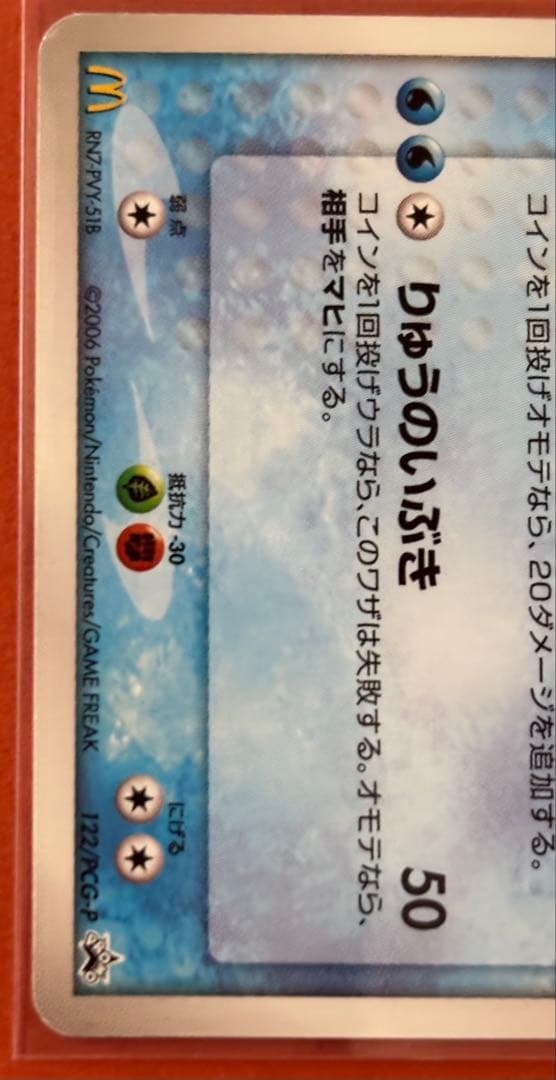 コインを1回投げオモテなら、20ダメージを追加する。
りゅうのいぶき 50
コインを1回投げウラなら、このワザは失敗する。オモテなら、
相手をマヒにする。
弱点 抵抗力 -30 にげる
RN7-PVY-51B ©2006 Pokémon/Nintendo/Creatures/GAME FREAK 122/PCG-P